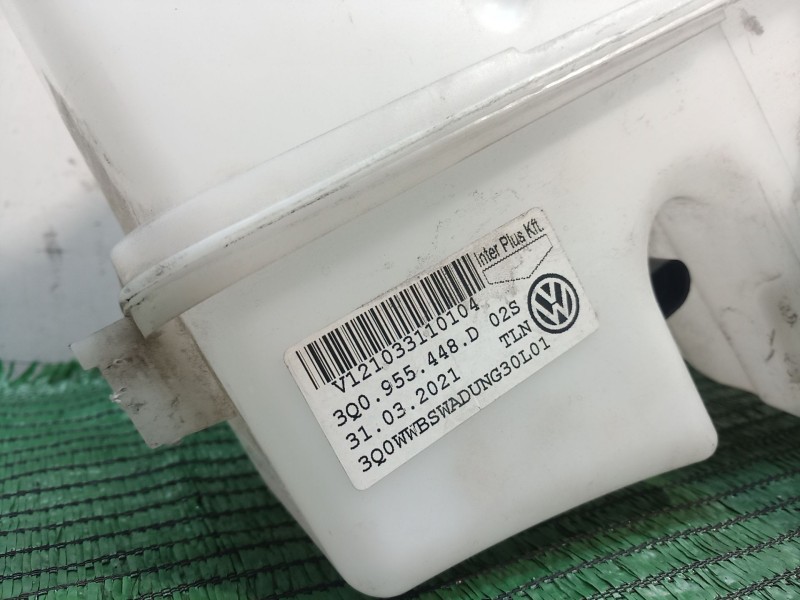 Inter Plus Kft.
V121033110104
3Q0.955.448.D 02S
31.03.2021 TLN
3Q0WWBSWADUNG30L01